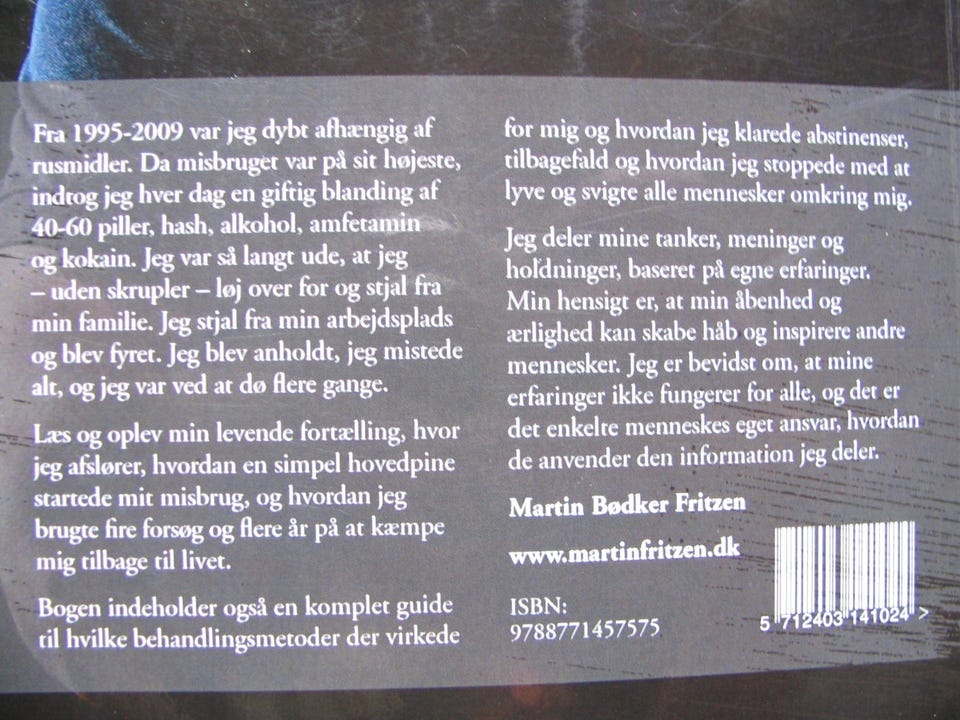 Fra 1995-2009 var jeg dybt afhængig af
rusmidler. Da misbruget var på sit højeste,
indtog jeg hver dag en giftig blanding af
40-60 piller, hash, alkohol, amfetamin
og kokain. Jeg var så langt ude, at jeg
– uden skrupler – løj over for og stjal fra
min familie. Jeg stjal fra min arbejdsplads
og blev fyret. Jeg blev anholdt, jeg mistede
alt, og jeg var ved at dø flere gange.
Læs og oplev min levende fortælling, hvor
jeg afslører, hvordan en simpel hovedpine
startede mit misbrug, og hvordan jeg
brugte fire forsøg og flere år på at kæmpe
mig tilbage til livet.
Bogen indeholder også en komplet guide
til hvilke behandlingsmetoder der virkede
for mig og hvordan jeg klarede abstinenser,
tilbagefald og hvordan jeg stoppede med at
lyve og svigte alle mennesker omkring mig.
Jeg deler mine tanker, meninger og
holdninger, baseret på egne erfaringer.
Min hensigt er, at min åbenhed og
ærlighed kan skabe håb og inspirere andre
mennesker. Jeg er bevidst om, at mine
erfaringer ikke fungerer for alle, og det er
det enkelte menneskes eget ansvar, hvordan
de anvender den information jeg deler.
Martin Bødker Fritzen
www.martinfritzen.dk
ISBN:
9788771457575
5 712403 141024 >